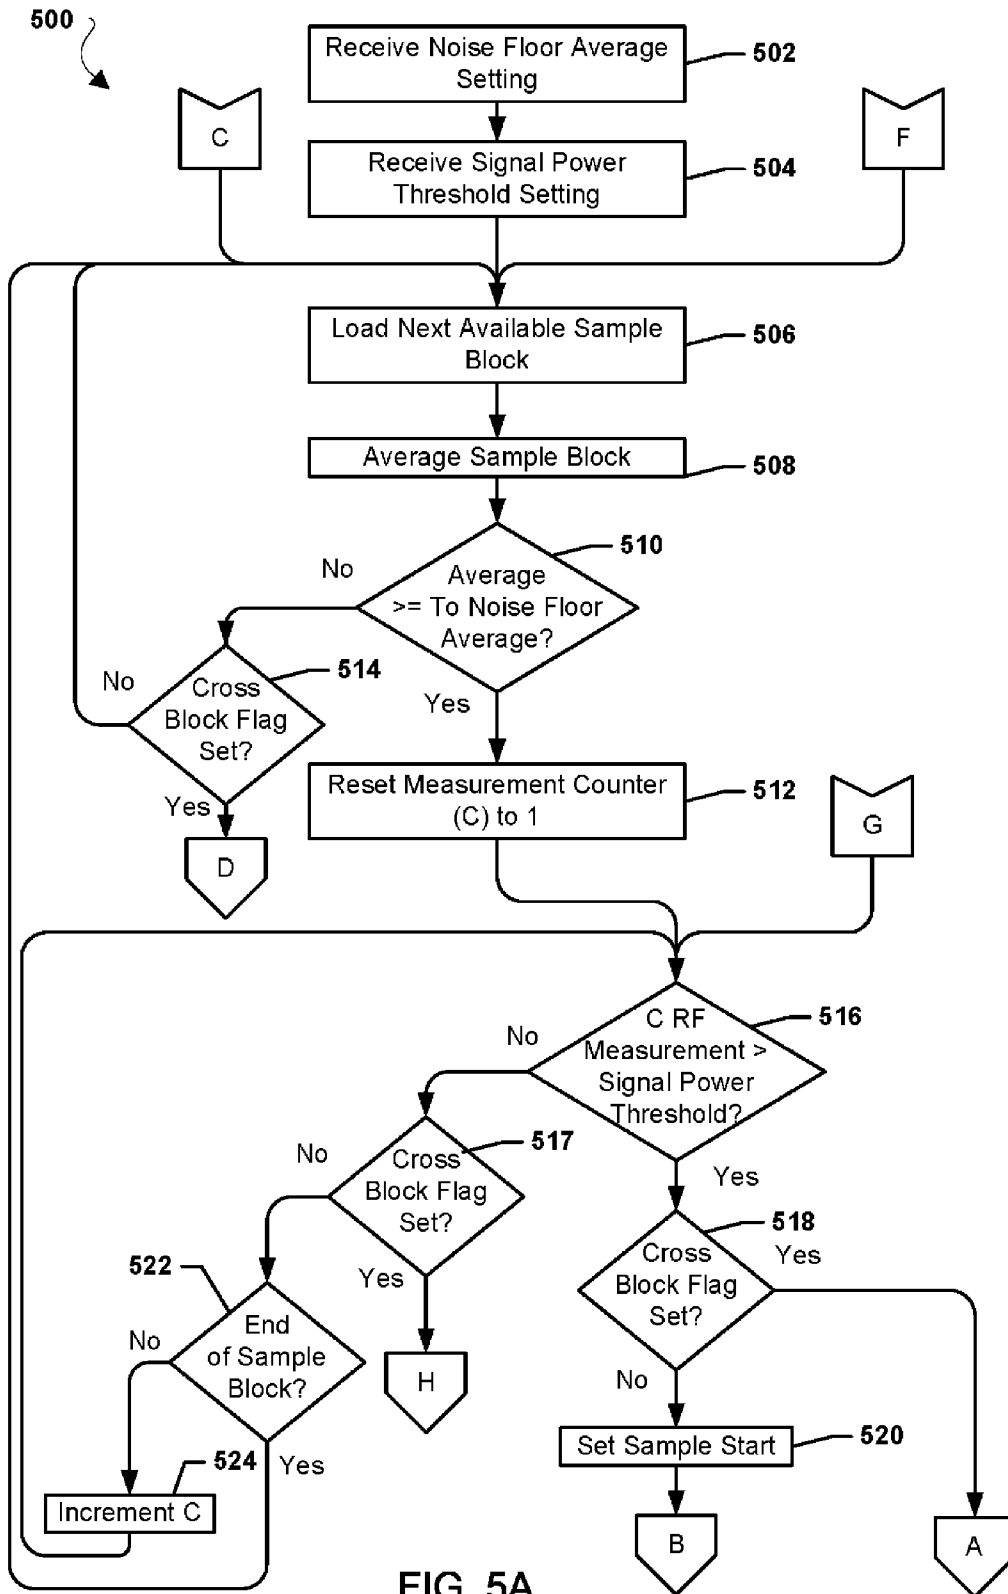 500
Receive Noise Floor Average
Setting
502
C
F
Receive Signal Power
Threshold Setting
504
Load Next Available Sample
Block
506
Average Sample Block
508
510
No
Average
>= To Noise Floor
Average?
514
No
Cross
Block Flag
Set?
Yes
Yes
Reset Measurement Counter
(C) to 1
512
G
D
516
No
C RF
Measurement >
Signal Power
Threshold?
517
No
Cross
Block Flag
Set?
Yes
518
Yes
Cross
Block Flag
Set?
522
Yes
End
of Sample
Block?
No
H
No
Set Sample Start
520
524
Yes
Increment C
B
A
FIG. 5A